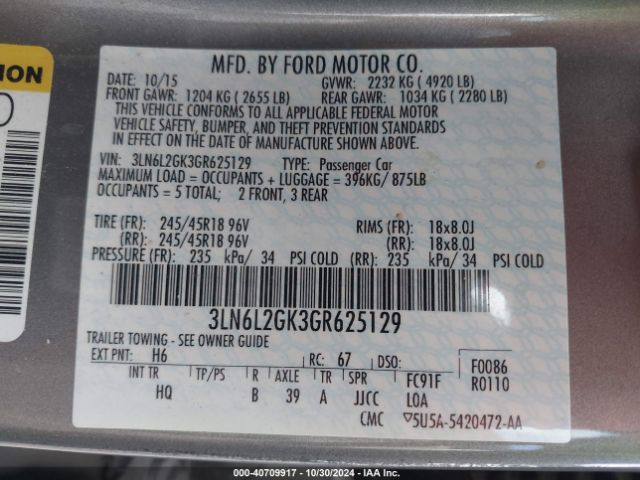 MFD. BY FORD MOTOR CO.
DATE: 10/15 GVWR: 2232 KG ( 4920 LB)
FRONT GAWR: 1204 KG ( 2655 LB) REAR GAWR: 1034 KG ( 2280 LB)
THIS VEHICLE CONFORMS TO ALL APPLICABLE FEDERAL MOTOR
VEHICLE SAFETY, BUMPER, AND THEFT PREVENTION STANDARDS
IN EFFECT ON THE DATE OF MANUFACTURE SHOWN ABOVE.
VIN: 3LN6L2GK3GR625129 TYPE: Passenger Car
MAXIMUM LOAD = OCCUPANTS + LUGGAGE = 396KG/ 875LB
OCCUPANTS = 5 TOTAL; 2 FRONT, 3 REAR
TIRE (FR): 245/45R18 96V RIMS (FR): 18x8.0J
(RR): 245/45R18 96V (RR): 18x8.0J
PRESSURE (FR): 235 kPa/ 34 PSI COLD (RR): 235 kPa/ 34 PSI COLD
3LN6L2GK3GR625129
TRAILER TOWING - SEE OWNER GUIDE
EXT PNT: H6 RC: 67 DSO: F0086
INT TR TP/PS R AXLE TR SPR FC91F R0110
HQ B 39 A JJCC LOA
CMC 5U5A-5420472-AA
ION
000-40709917 - 10/30/2024 - IAA Inc.